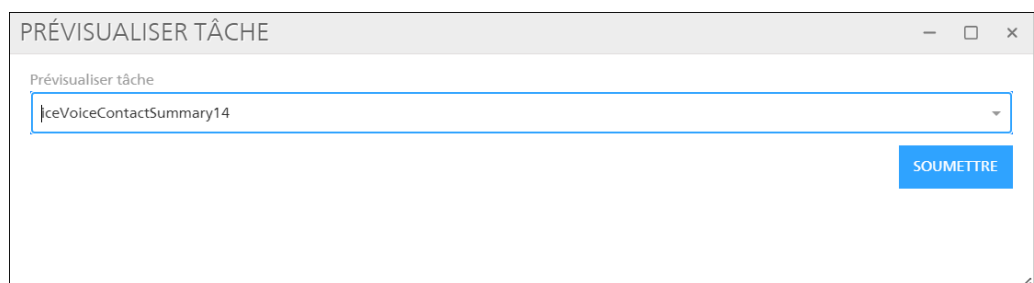 PRÉVISUALISER TÂCHE
Prévisualiser tâche
iceVoiceContactSummary14
SOUMETTRE